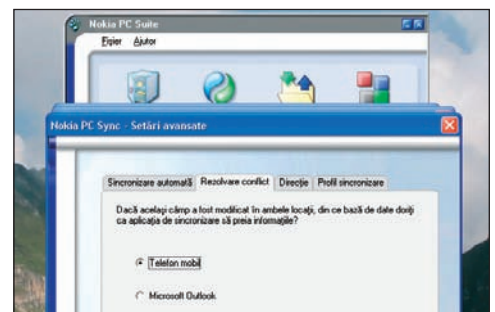 Nokia PC Suite
Fişier Ajutor
Nokia PC Sync - Setări avansate
Sincronizare automată Rezolvare conflict Direcţie Profil sincronizare
Dacă acelaşi câmp a fost modificat în ambele locaţii, din ce bază de date doriţi
ca aplicaţia de sincronizare să preia informaţiile?
Telefon mobil
Microsoft Outlook